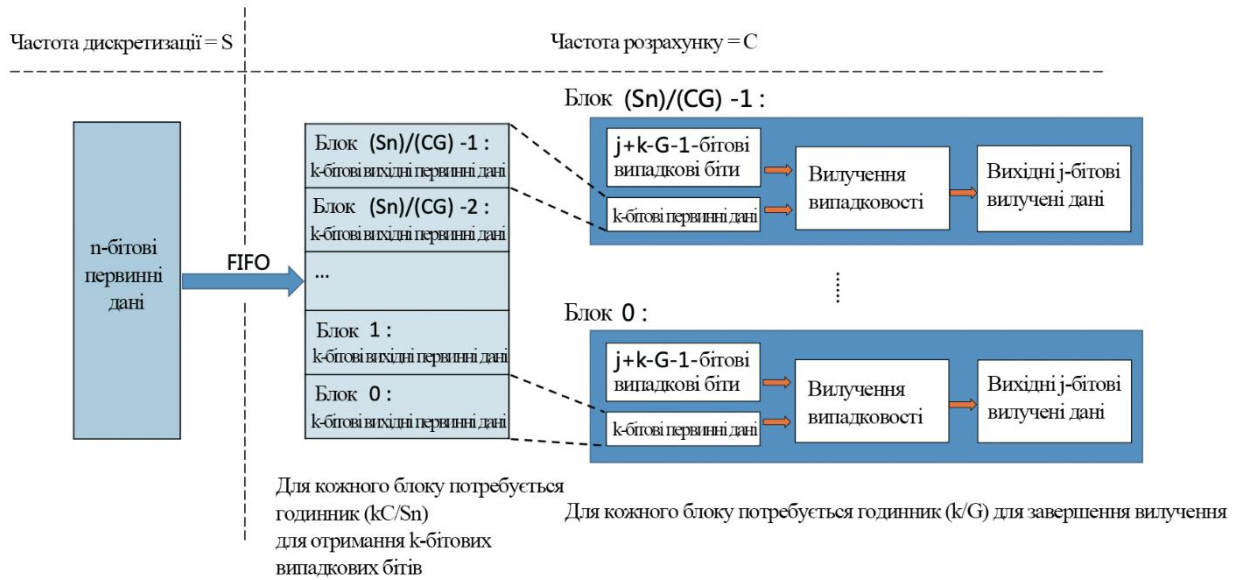 Частота дискретизації = S
Частота розрахунку = C
n-бітові
первинні
дані
FIFO
Блок (Sn)/(CG) -1 :
k-бітові вихідні первинні дані
Блок (Sn)/(CG) -2 :
k-бітові вихідні первинні дані
...
Блок 1 :
k-бітові вихідні первинні дані
Блок 0 :
k-бітові вихідні первинні дані
Для кожного блоку потребується
годинник (kC/Sn)
для отримання k-бітових
випадкових бітів
Блок (Sn)/(CG) -1 :
j+k-G-1-бітові
випадкові біти
k-бітові первинні дані
Вилучення
випадковості
Вихідні j-бітові
вилучені дані
......
Блок 0 :
j+k-G-1-бітові
випадкові біти
k-бітові первинні дані
Вилучення
випадковості
Вихідні j-бітові
вилучені дані
Для кожного блоку потребується годинник (k/G) для завершення вилучення